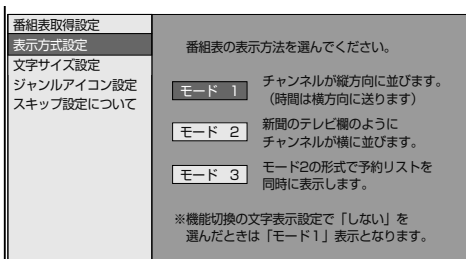 番組表取得設定
表示方式設定
文字サイズ設定
ジャンルアイコン設定
スキップ設定について
番組表の表示方法を選んでください。
モード 1
チャンネルが縦方向に並びます。
（時間は横方向に送ります）
モード 2
新聞のテレビ欄のように
チャンネルが横に並びます。
モード 3
モード2の形式で予約リストを
同時に表示します。
※機能切換の文字表示設定で「しない」を
選んだときは「モード１」表示となります。